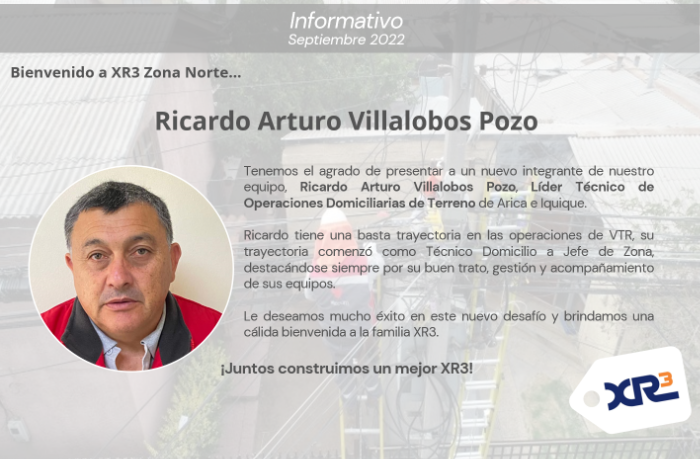 Informativo
Septiembre 2022
Bienvenido a XR3 Zona Norte...
Ricardo Arturo Villalobos Pozo
Tenemos el agrado de presentar a un nuevo integrante de nuestro
equipo, Ricardo Arturo Villalobos Pozo, Líder Técnico de
Operaciones Domiciliarias de Terreno de Arica e Iquique.
Ricardo tiene una basta trayectoria en las operaciones de VTR, su
trayectoria comenzó como Técnico Domicilio a Jefe de Zona,
destacándose siempre por su buen trato, gestión y acompañamiento
de sus equipos.
Le deseamos mucho éxito en este nuevo desafío y brindamos una
cálida bienvenida a la familia XR3.
¡Juntos construimos un mejor XR3!
XR3